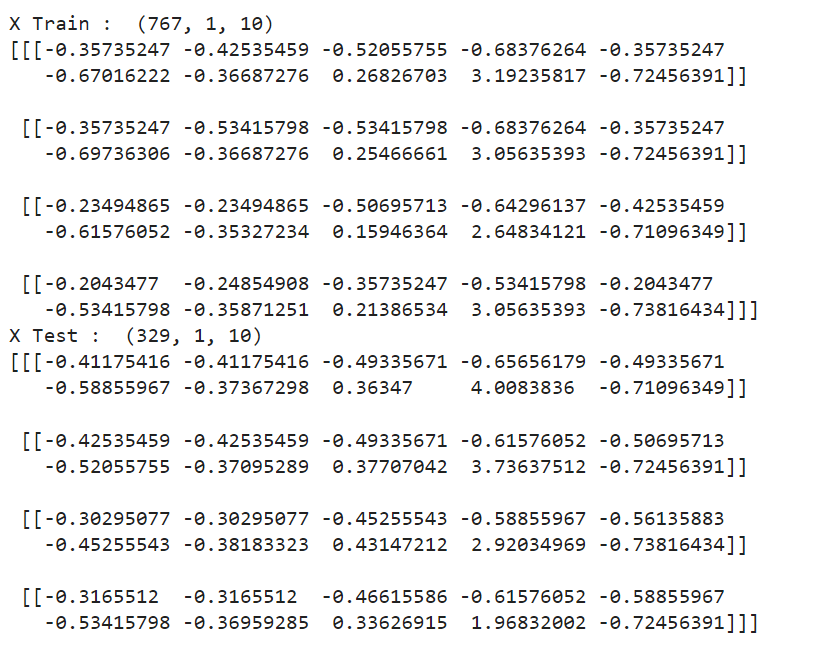 X Train :  (767, 1, 10)
[[[-0.35735247 -0.42535459 -0.52055755 -0.68376264 -0.35735247
   -0.67016222 -0.36687276  0.26826703  3.19235817 -0.72456391]]
 [[-0.35735247 -0.53415798 -0.53415798 -0.68376264 -0.35735247
   -0.69736306 -0.36687276  0.25466661  3.05635393 -0.72456391]]
 [[-0.23494865 -0.23494865 -0.50695713 -0.64296137 -0.42535459
   -0.61576052 -0.35327234  0.15946364  2.64834121 -0.71096349]]
 [[-0.2043477  -0.24854908 -0.35735247 -0.53415798 -0.2043477
   -0.53415798 -0.35871251  0.21386534  3.05635393 -0.73816434]]]
X Test :  (329, 1, 10)
[[[-0.41175416 -0.41175416 -0.49335671 -0.65656179 -0.49335671
   -0.58855967 -0.37367298  0.36347     4.0083836  -0.71096349]]
 [[-0.42535459 -0.42535459 -0.49335671 -0.61576052 -0.50695713
   -0.52055755 -0.37095289  0.37707042  3.73637512 -0.72456391]]
 [[-0.30295077 -0.30295077 -0.45255543 -0.58855967 -0.56135883
   -0.45255543 -0.38183323  0.43147212  2.92034969 -0.73816434]]
 [[-0.3165512  -0.3165512  -0.46615586 -0.61576052 -0.58855967
   -0.53415798 -0.36959285  0.33626915  1.96832002 -0.72456391]]]